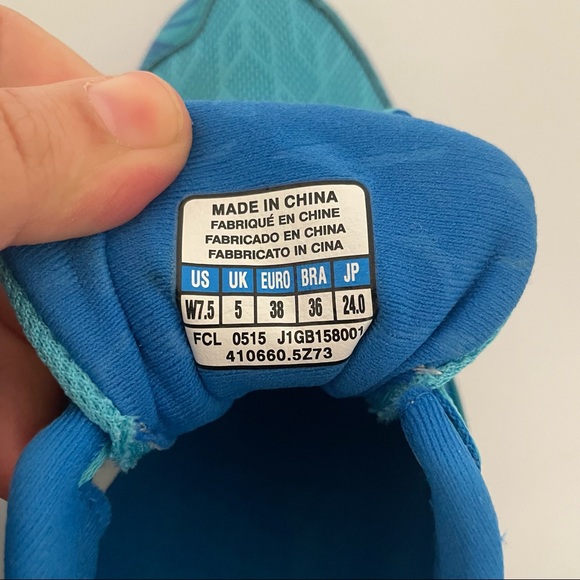 MADE IN CHINA
FABRIQUÉ EN CHINE
FABRICADO EN CHINA
FABBRICATO IN CINA
US UK EURO BRA JP
W7.5 5 38 36 24.0
FCL 0515 J1GB158001
410660.5Z73